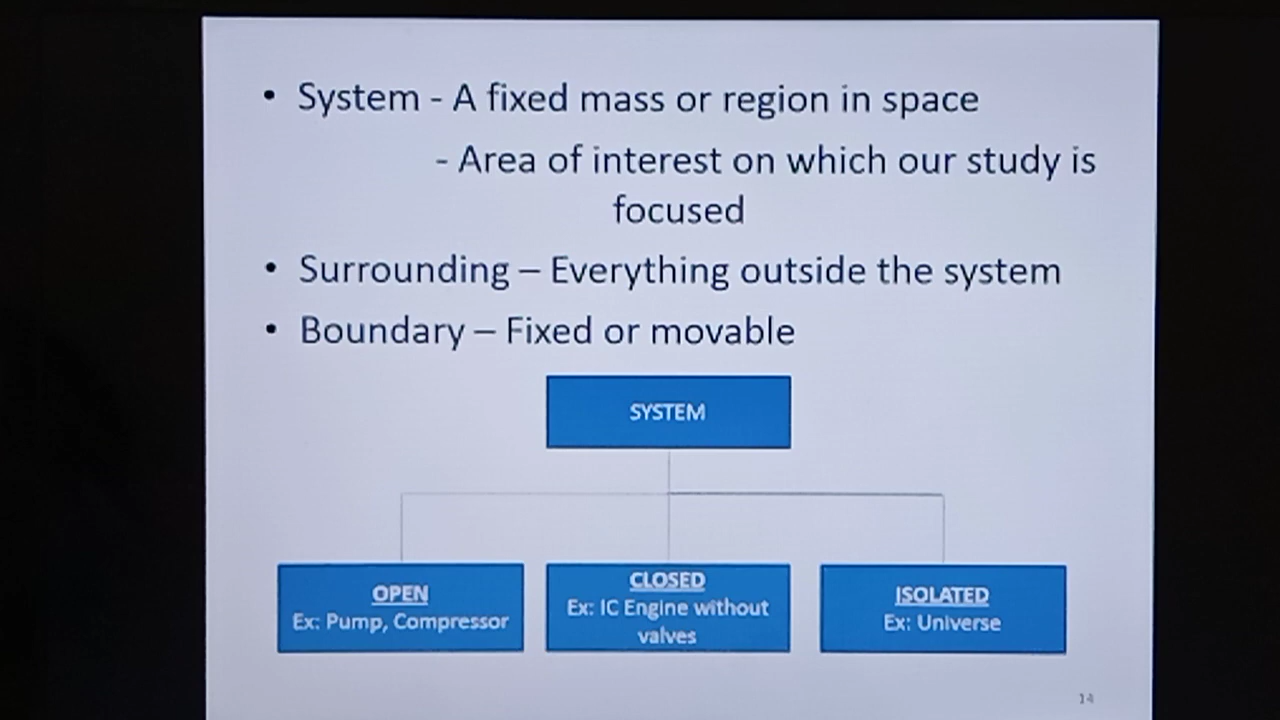 • System - A fixed mass or region in space
- Area of interest on which our study is
focused
• Surrounding – Everything outside the system
• Boundary – Fixed or movable
SYSTEM
OPEN
Ex: Pump, Compressor
CLOSED
Ex: IC Engine without
valves
ISOLATED
Ex: Universe
14